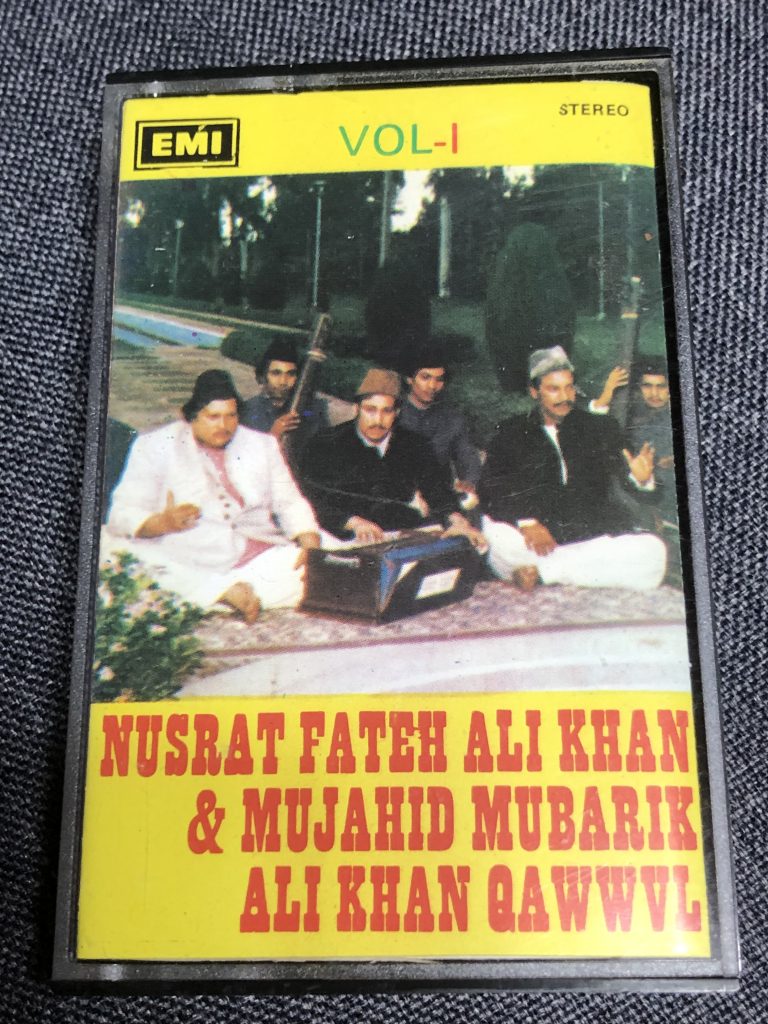 EMI
VOL-I
STEREO
NUSRAT FATEH ALI KHAN
& MUJAHID MUBARIK
ALI KHAN QAWWVL